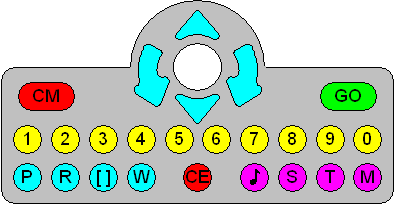 CM GO
1 2 3 4 5 6 7 8 9 0
P R [ ] W CE ♪ S T M